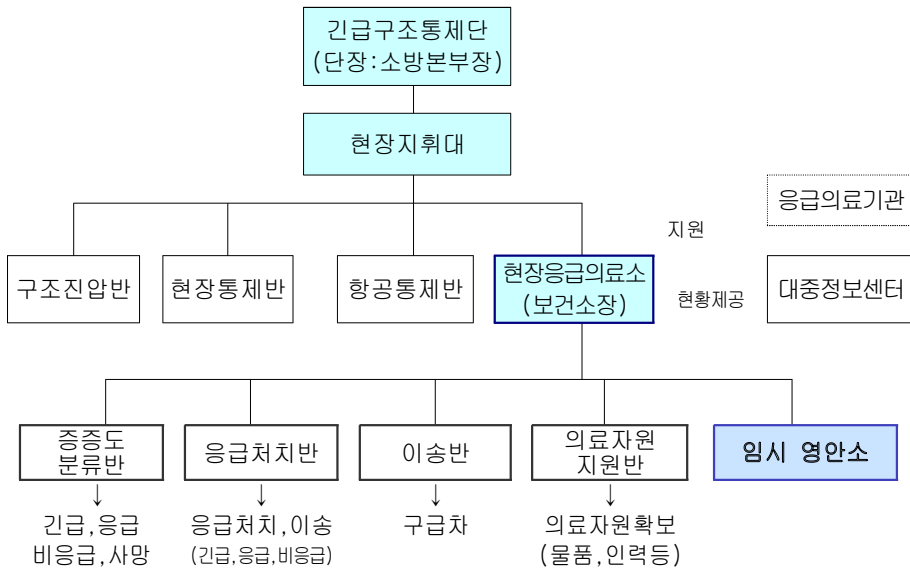 긴급구조통제단
(단장:소방본부장)
현장지휘대
응급의료기관
지원
구조진압반
현장통제반
항공통제반
현장응급의료소
(보건소장)
현황제공
대중정보센터
증증도
분류반
응급처치반
이송반
의료자원
지원반
임시 영안소
긴급,응급
비응급,사망
응급처치,이송
(긴급,응급,비응급)
구급차
의료자원확보
(물품,인력등)